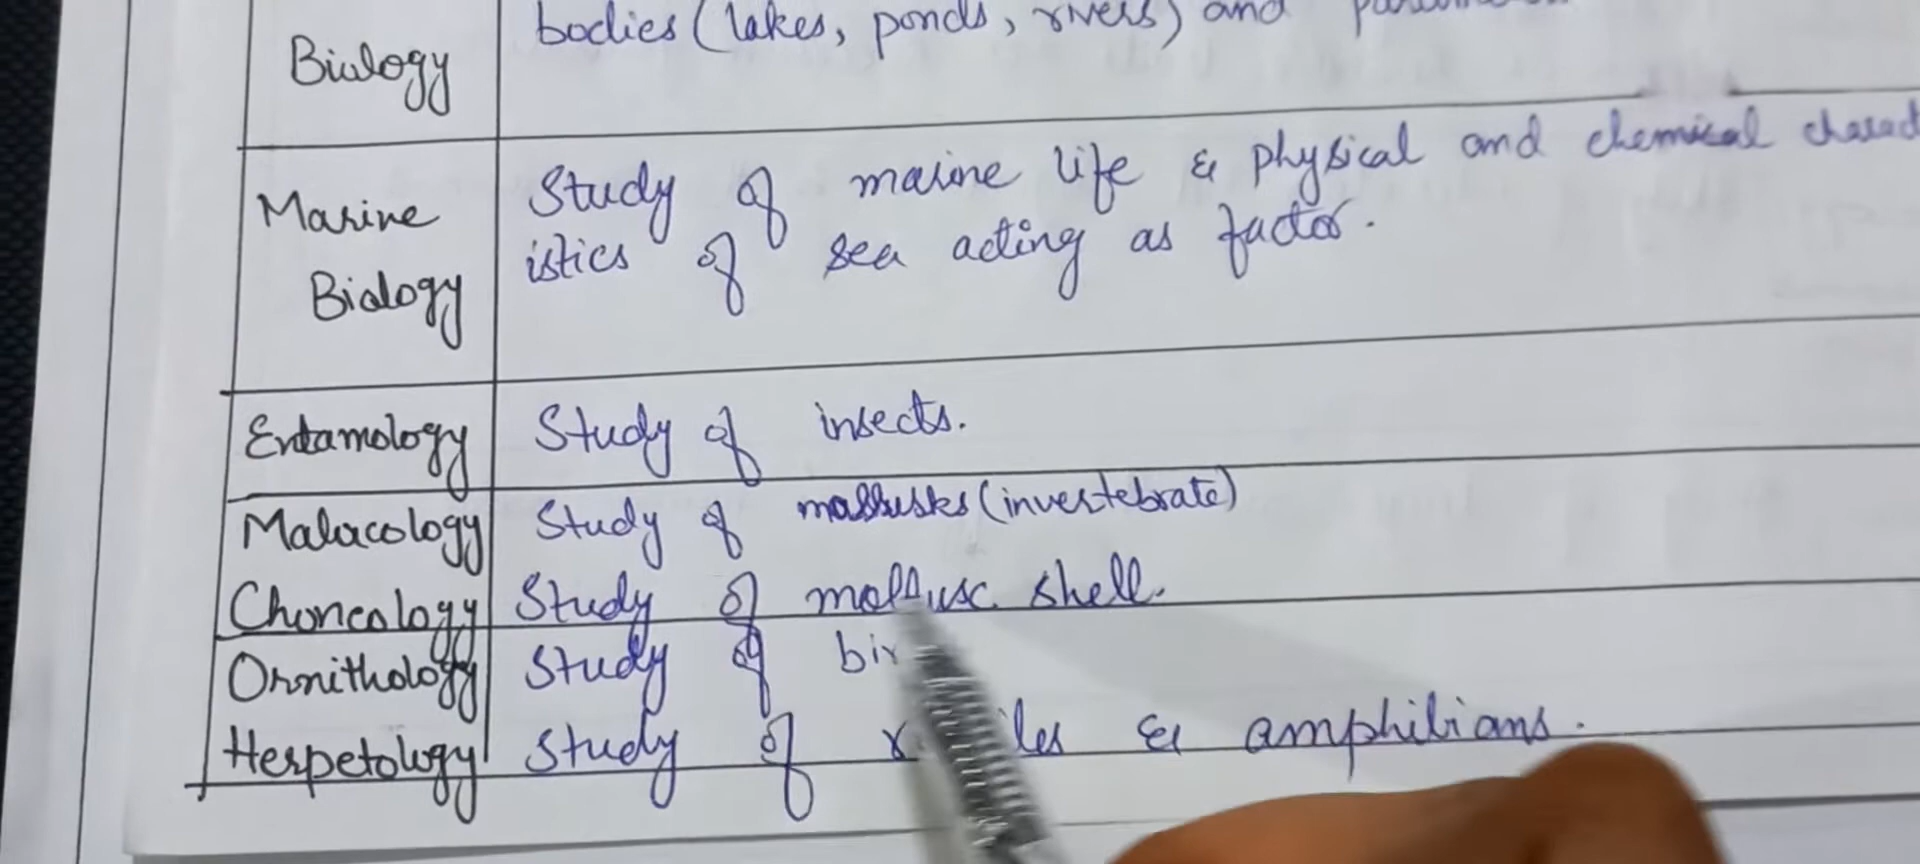 bodies (lakes, ponds, rivers) and
Biology
Study of marine life & physical and chemical charact
Marine
istics of sea acting as factor.
Biology
Entamology Study of insects.
Malacology Study of mollusks (invertebrate)
Choncology Study of mollusc shell.
Ornithology Study of
Herpetology Study of & amphibians.